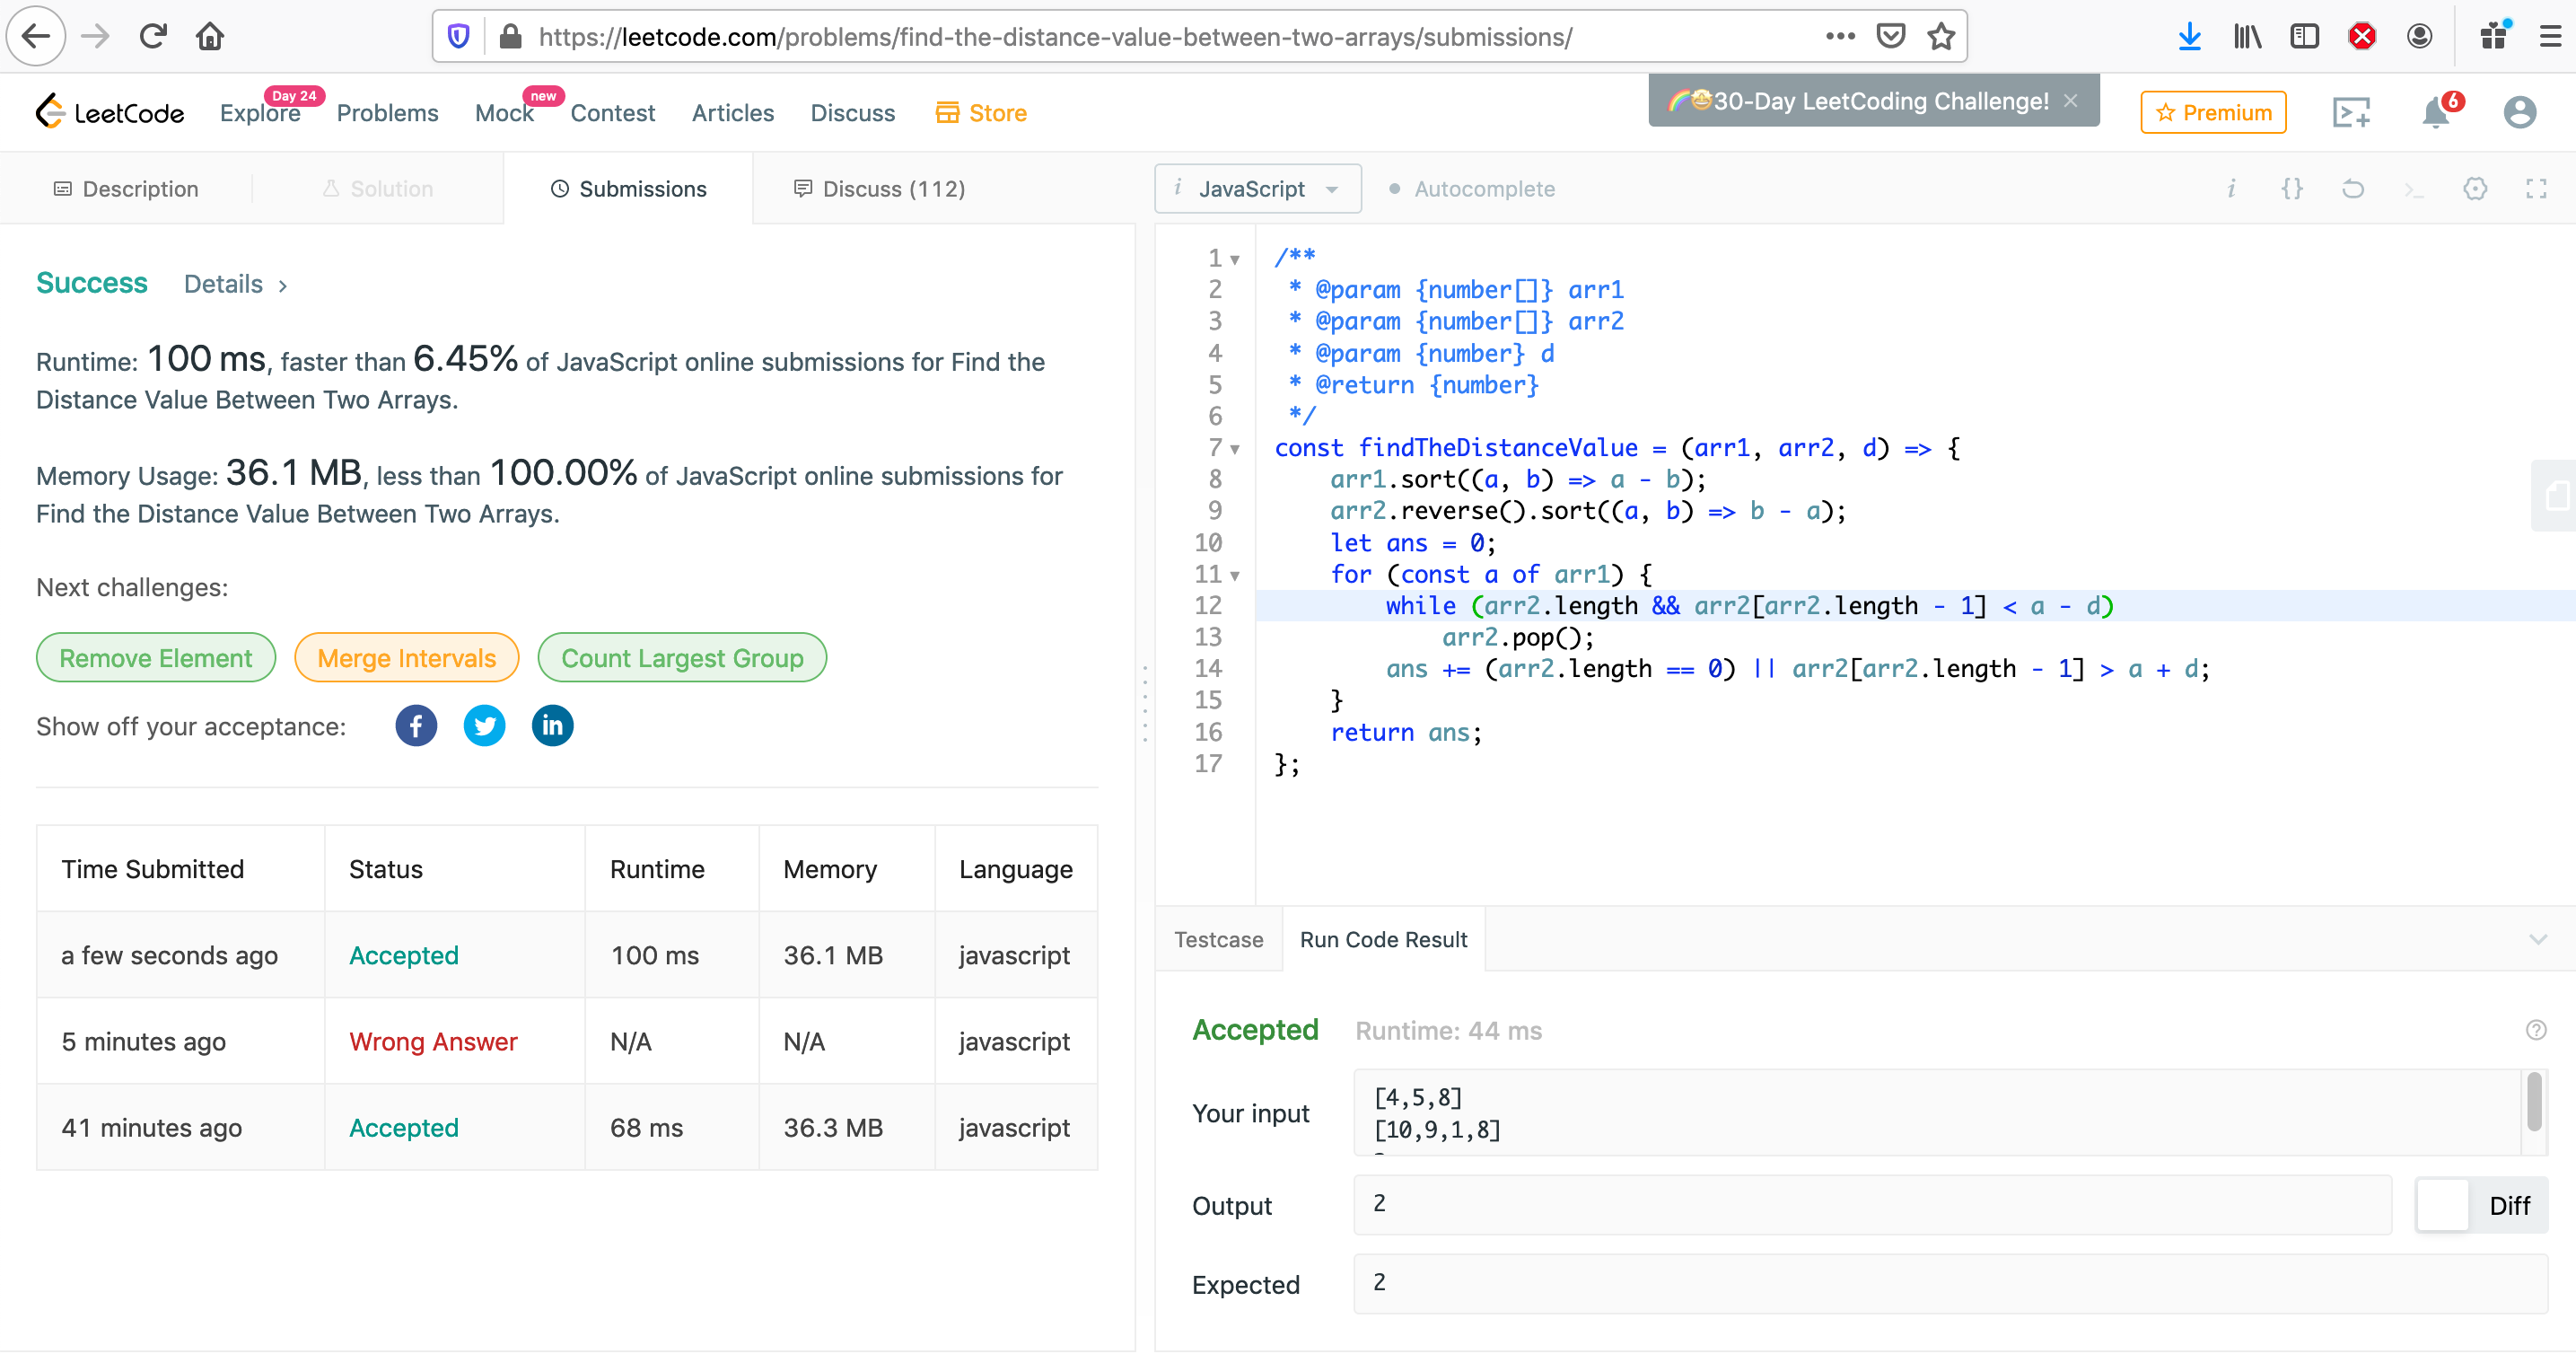 https://leetcode.com/problems/find-the-distance-value-between-two-arrays/submissions/
LeetCode Explore Day 24 Problems Mock new Contest Articles Discuss Store 🌈🤩30-Day LeetCoding Challenge! × Premium 6
Description Solution Submissions Discuss (112)
Success Details >
Runtime: 100 ms, faster than 6.45% of JavaScript online submissions for Find the
Distance Value Between Two Arrays.
Memory Usage: 36.1 MB, less than 100.00% of JavaScript online submissions for
Find the Distance Value Between Two Arrays.
Next challenges:
Remove Element Merge Intervals Count Largest Group
Show off your acceptance: f in
Time Submitted Status Runtime Memory Language
a few seconds ago Accepted 100 ms 36.1 MB javascript
5 minutes ago Wrong Answer N/A N/A javascript
41 minutes ago Accepted 68 ms 36.3 MB javascript
i JavaScript Autocomplete i {} >_
1 /**
2  * @param {number[]} arr1
3  * @param {number[]} arr2
4  * @param {number} d
5  * @return {number}
6  */
7 const findTheDistanceValue = (arr1, arr2, d) => {
8     arr1.sort((a, b) => a - b);
9     arr2.reverse().sort((a, b) => b - a);
10     let ans = 0;
11     for (const a of arr1) {
12         while (arr2.length && arr2[arr2.length - 1] < a - d)
13             arr2.pop();
14         ans += (arr2.length == 0) || arr2[arr2.length - 1] > a + d;
15     }
16     return ans;
17 };
Testcase Run Code Result
Accepted Runtime: 44 ms
Your input
[4,5,8]
[10,9,1,8]
Output 2 Diff
Expected 2